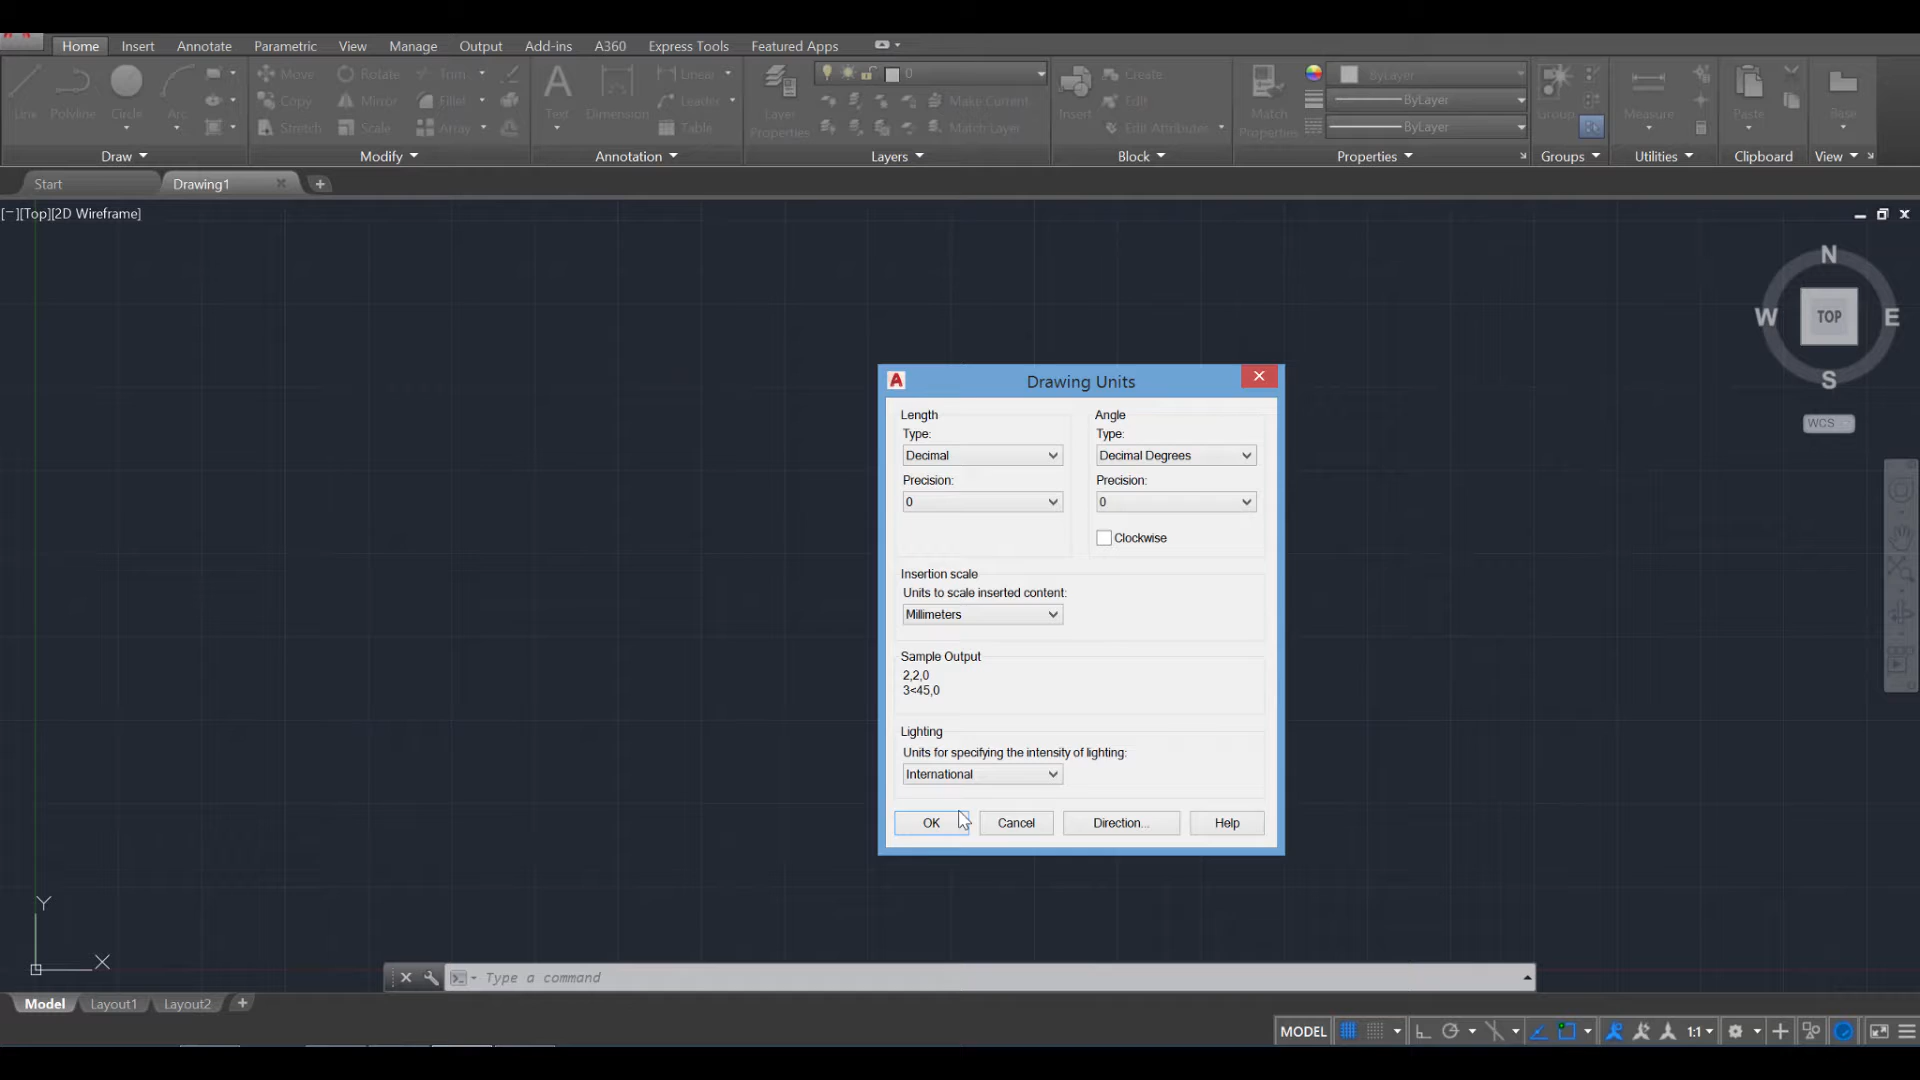 Home Insert Annotate Parametric View Manage Output Add-ins A360 Express Tools Featured Apps
Line Polyline Circle Arc
Move Rotate Trim
Copy Mirror Fillet
Stretch Scale Array
Text Dimension
Linear
Leader
Table
Layer Properties
0
Make Current
Match Layer
Insert
Create
Edit
Edit Attributes
Match Properties
ByLayer
ByLayer
ByLayer
Group
Measure
Paste
Base
Draw Modify Annotation Layers Block Properties Groups Utilities Clipboard View
Start Drawing1
[−][Top][2D Wireframe]
N
W TOP E
S
WCS
Drawing Units
Length
Type:
Decimal
Precision:
0
Angle
Type:
Decimal Degrees
Precision:
0
Clockwise
Insertion scale
Units to scale inserted content:
Millimeters
Sample Output
2,2,0
3<45,0
Lighting
Units for specifying the intensity of lighting:
International
OK Cancel Direction... Help
Y
X
Type a command
Model Layout1 Layout2
MODEL 1:1